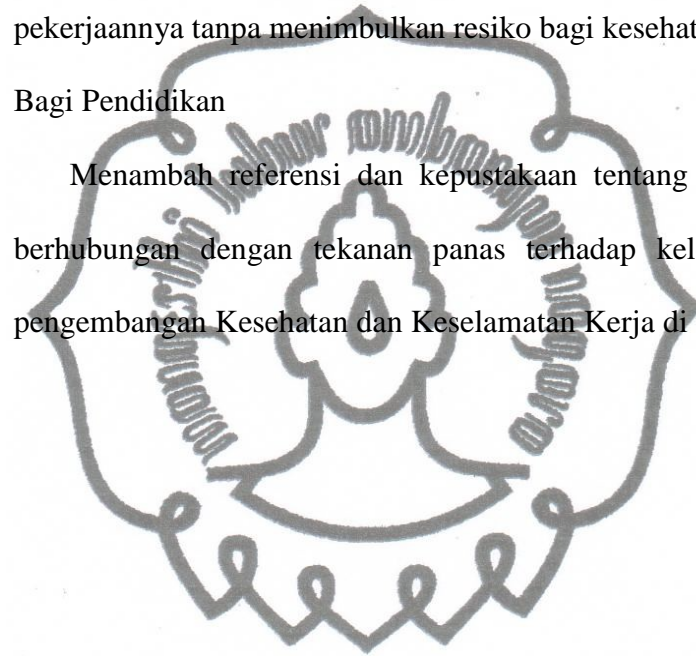 pekerjaannya tanpa menimbulkan resiko bagi kesehat
Bagi Pendidikan
Menambah referensi dan kepustakaan tentang
berhubungan dengan tekanan panas terhadap kel
pengembangan Kesehatan dan Keselamatan Kerja di